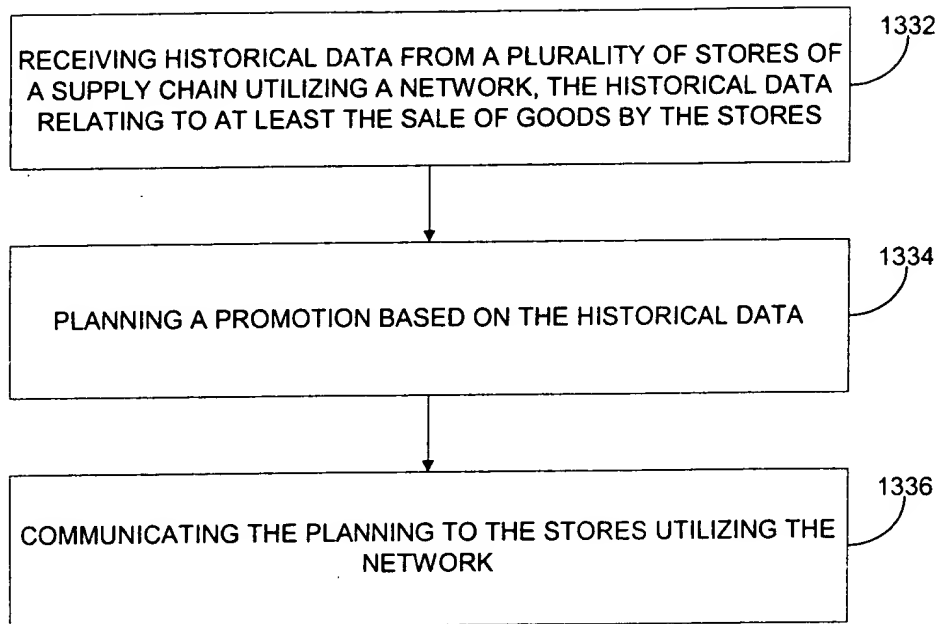 1332
RECEIVING HISTORICAL DATA FROM A PLURALITY OF STORES OF
A SUPPLY CHAIN UTILIZING A NETWORK, THE HISTORICAL DATA
RELATING TO AT LEAST THE SALE OF GOODS BY THE STORES
1334
PLANNING A PROMOTION BASED ON THE HISTORICAL DATA
1336
COMMUNICATING THE PLANNING TO THE STORES UTILIZING THE
NETWORK